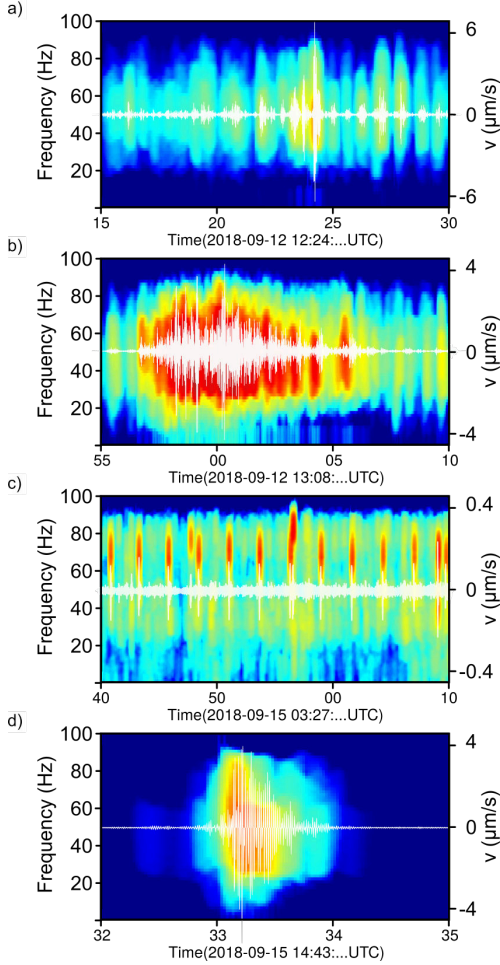 a)
100
80
60
40
20
Frequency (Hz)
6
0
-6
v (μm/s)
15 20 25 30
Time(2018-09-12 12:24:...UTC)
b)
100
80
60
40
20
Frequency (Hz)
4
0
-4
v (μm/s)
55 00 05 10
Time(2018-09-12 13:08:...UTC)
c)
100
80
60
40
20
Frequency (Hz)
0.4
0
-0.4
v (μm/s)
40 50 00 10
Time(2018-09-15 03:27:...UTC)
d)
100
80
60
40
20
Frequency (Hz)
4
0
-4
v (μm/s)
32 33 34 35
Time(2018-09-15 14:43:...UTC)